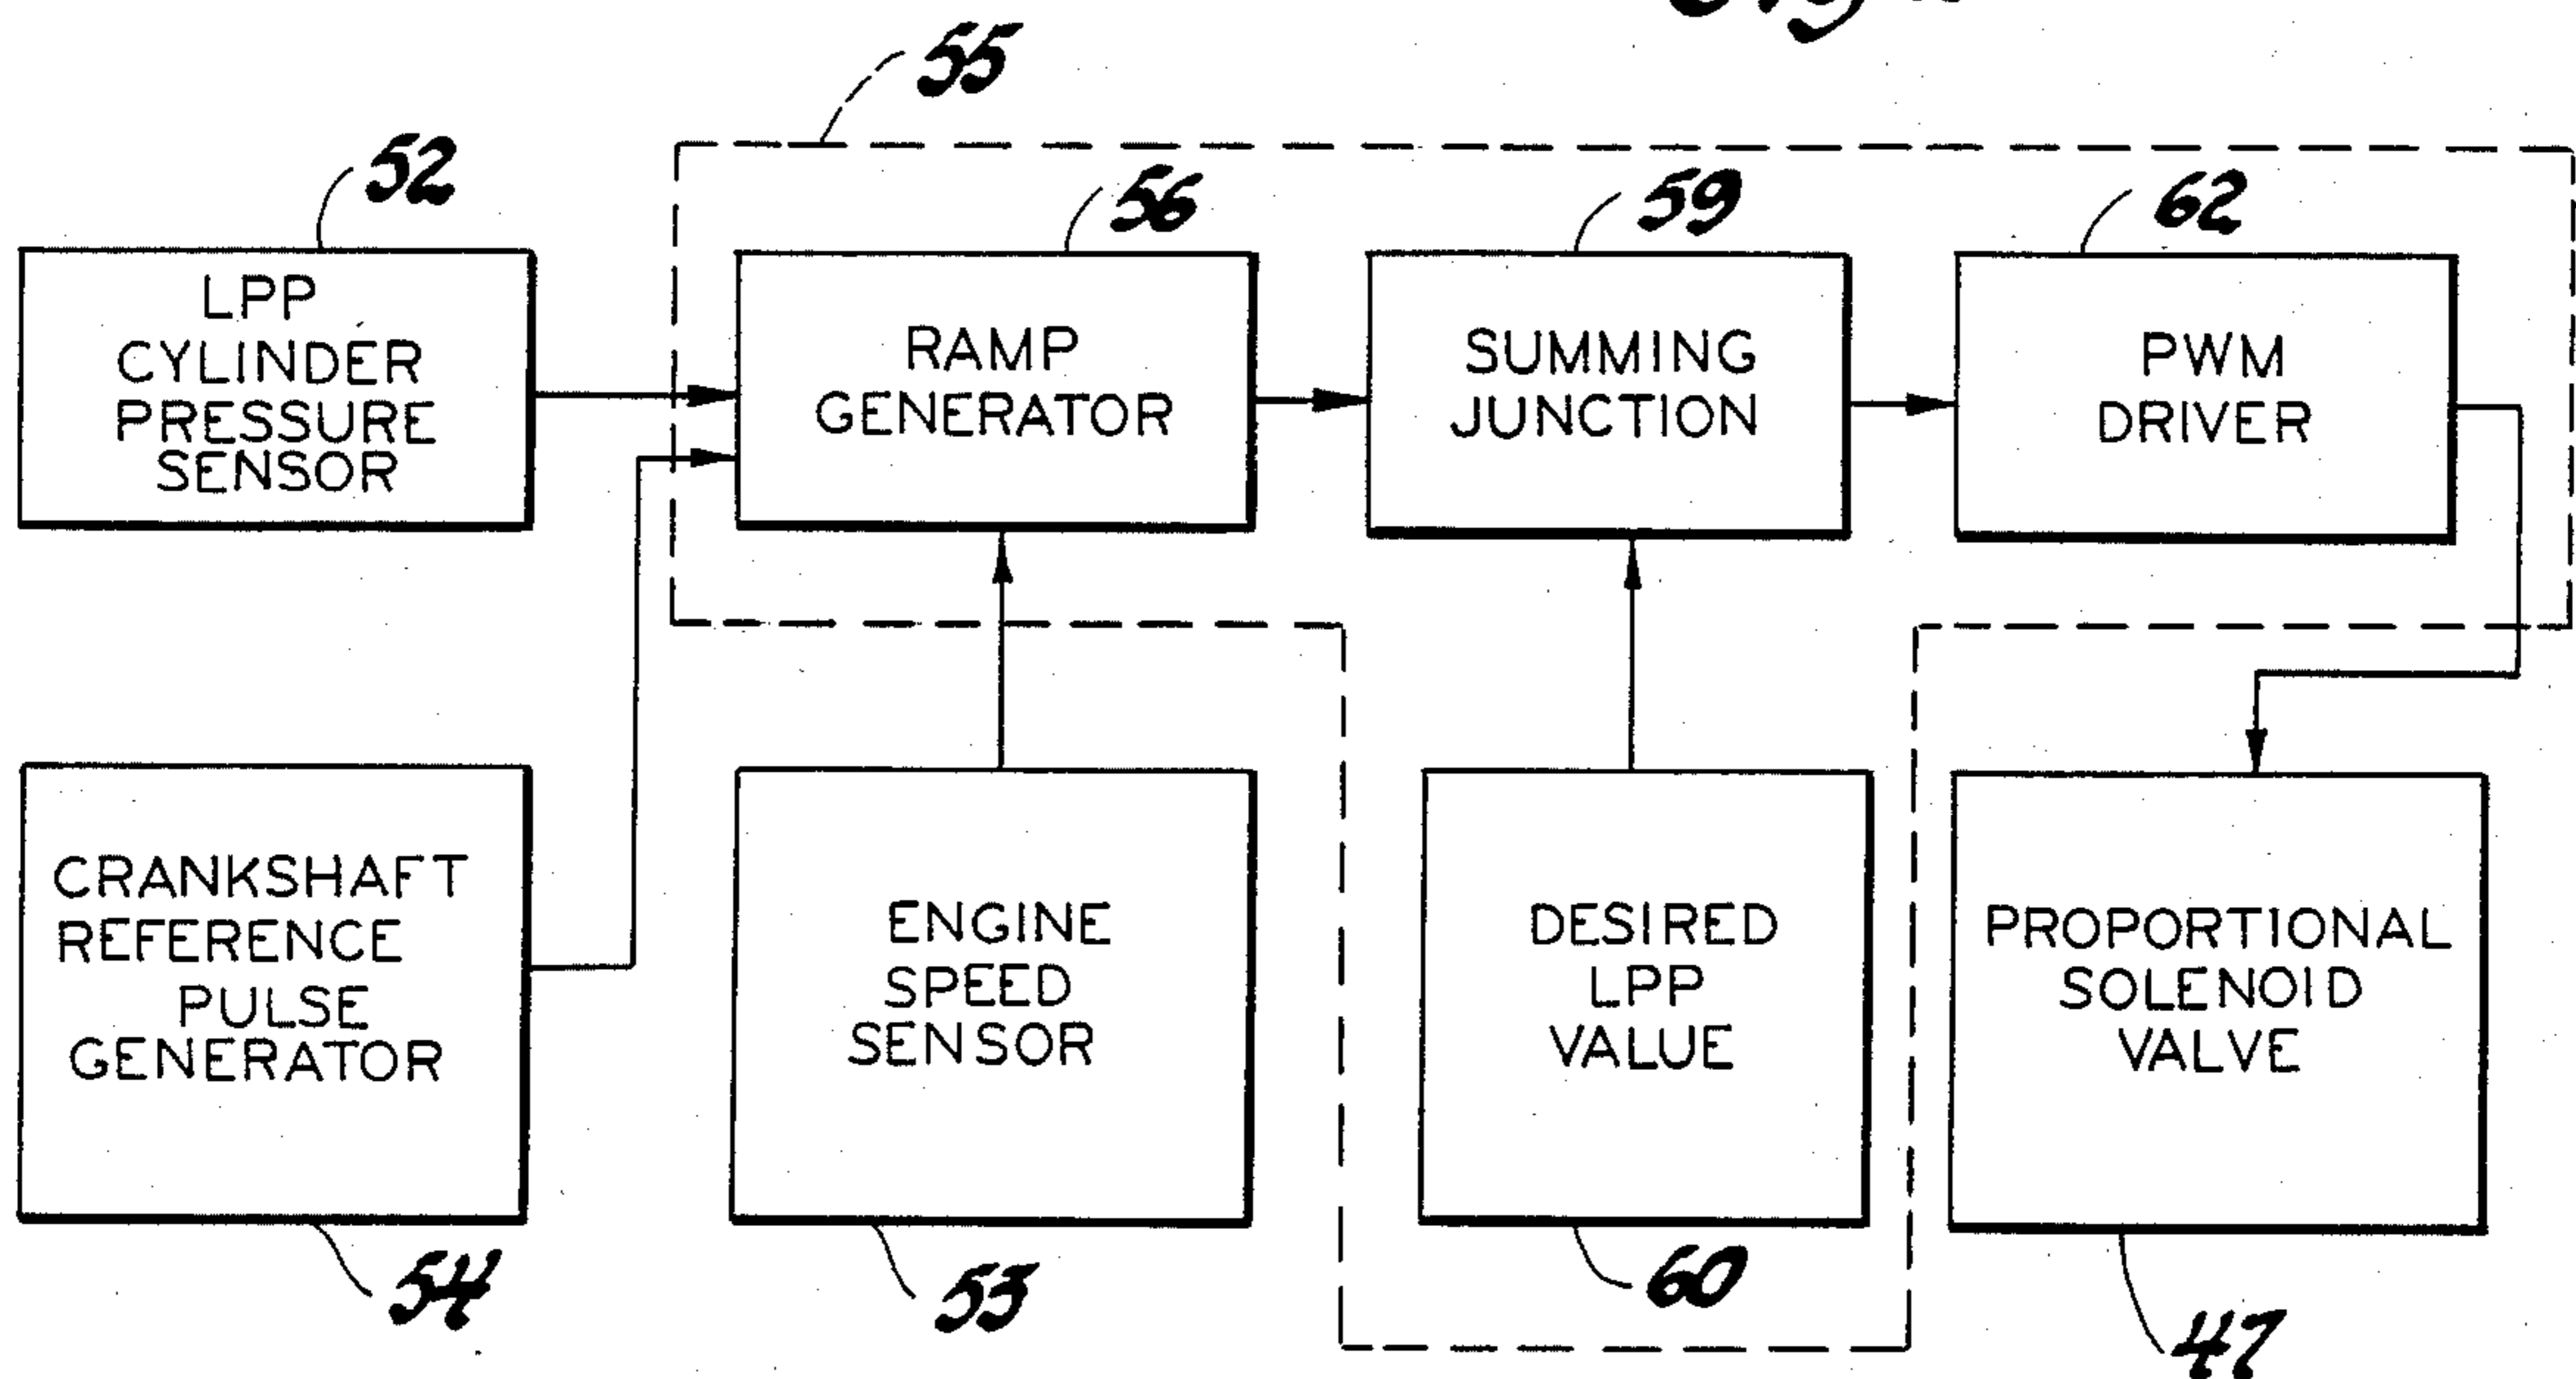 55
52
56
59
62
LPP
CYLINDER
PRESSURE
SENSOR
RAMP
GENERATOR
SUMMING
JUNCTION
PWM
DRIVER
CRANKSHAFT
REFERENCE
PULSE
GENERATOR
ENGINE
SPEED
SENSOR
DESIRED
LPP
VALUE
PROPORTIONAL
SOLENOID
VALVE
54
53
60
47